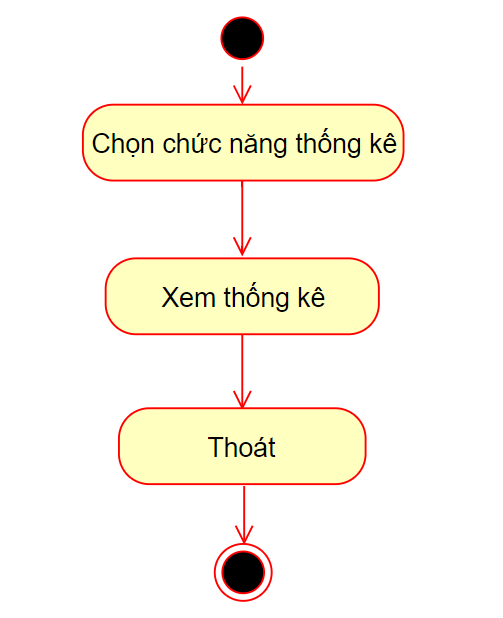 Chọn chức năng thống kê
Xem thống kê
Thoát